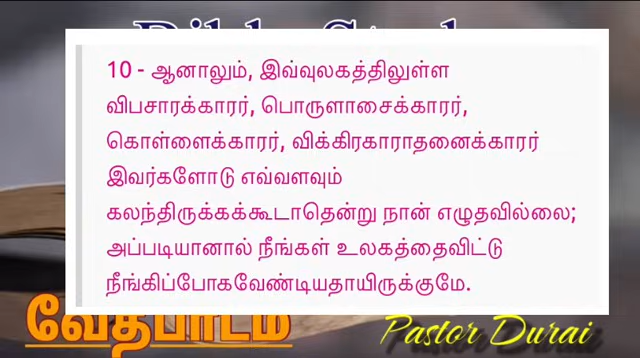 10 - ஆனாலும், இவ்வுலகத்திலுள்ள
விபசாரக்காரர், பொருளாசைக்காரர்,
கொள்ளைக்காரர், விக்கிரகாராதனைக்காரர்
இவர்களோடு எவ்வளவும்
கலந்திருக்கக்கூடாதென்று நான் எழுதவில்லை;
அப்படியானால் நீங்கள் உலகத்தைவிட்டு
நீங்கிப்போகவேண்டியதாயிருக்குமே.
வேதபாடம்
Pastor Durai